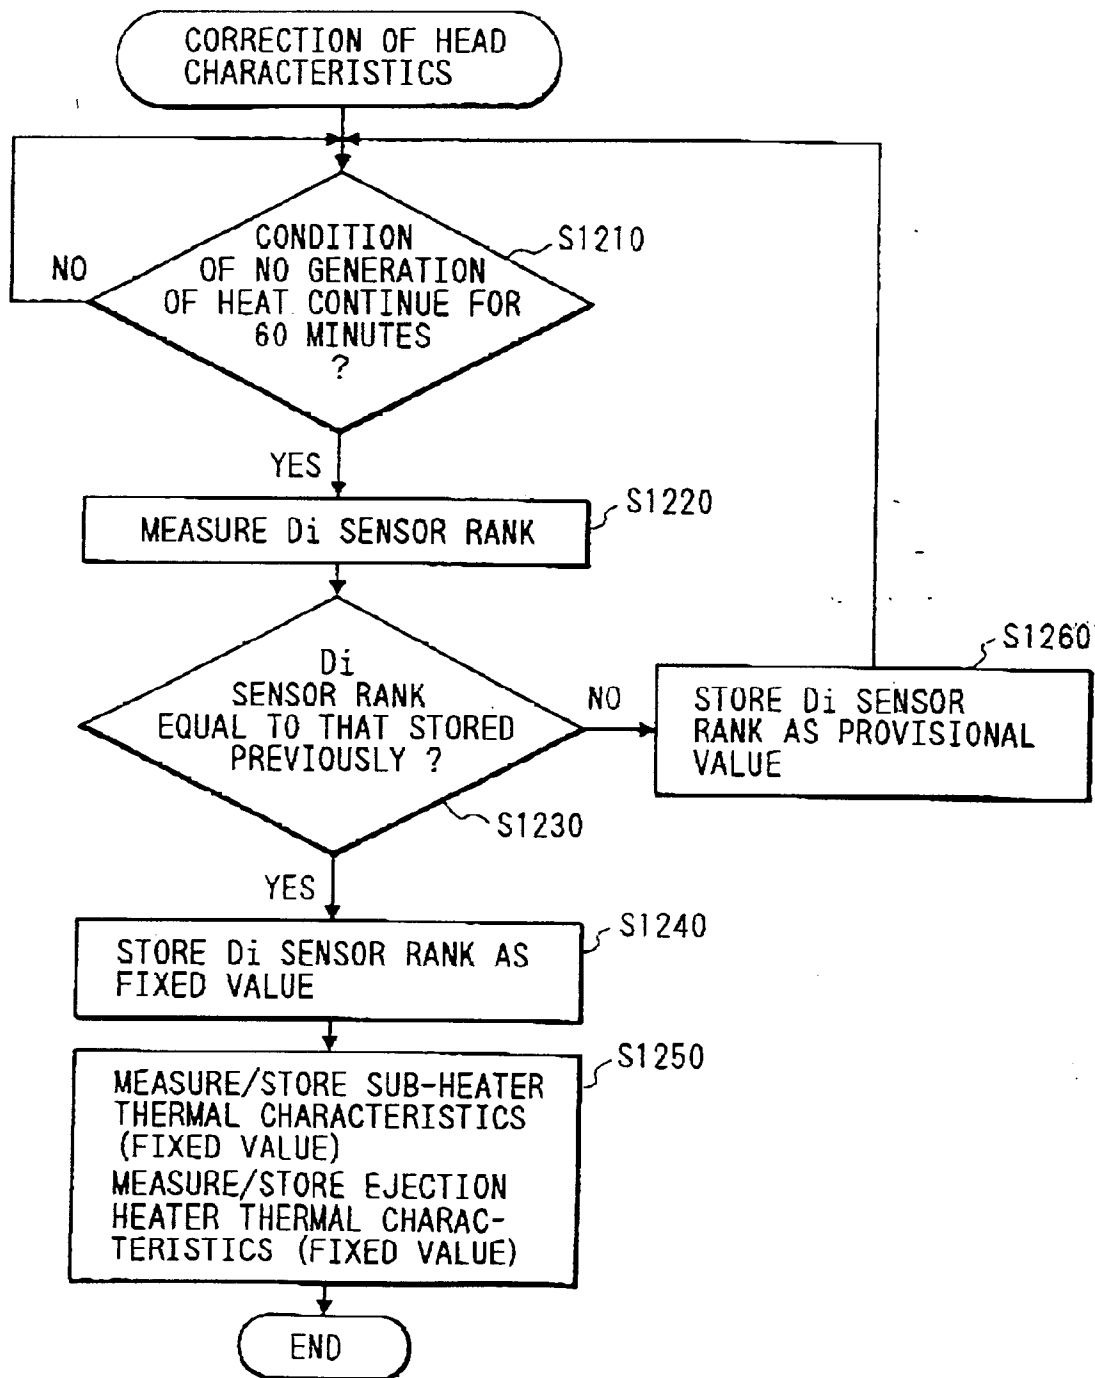 CORRECTION OF HEAD
CHARACTERISTICS
CONDITION
OF NO GENERATION
OF HEAT CONTINUE FOR
60 MINUTES
?
S1210
NO
YES
MEASURE Di SENSOR RANK
S1220
Di
SENSOR RANK
EQUAL TO THAT STORED
PREVIOUSLY ?
S1230
NO
STORE Di SENSOR
RANK AS PROVISIONAL
VALUE
S1260
YES
STORE Di SENSOR RANK AS
FIXED VALUE
S1240
MEASURE/STORE SUB-HEATER
THERMAL CHARACTERISTICS
(FIXED VALUE)
MEASURE/STORE EJECTION
HEATER THERMAL CHARAC-
TERISTICS (FIXED VALUE)
S1250
END